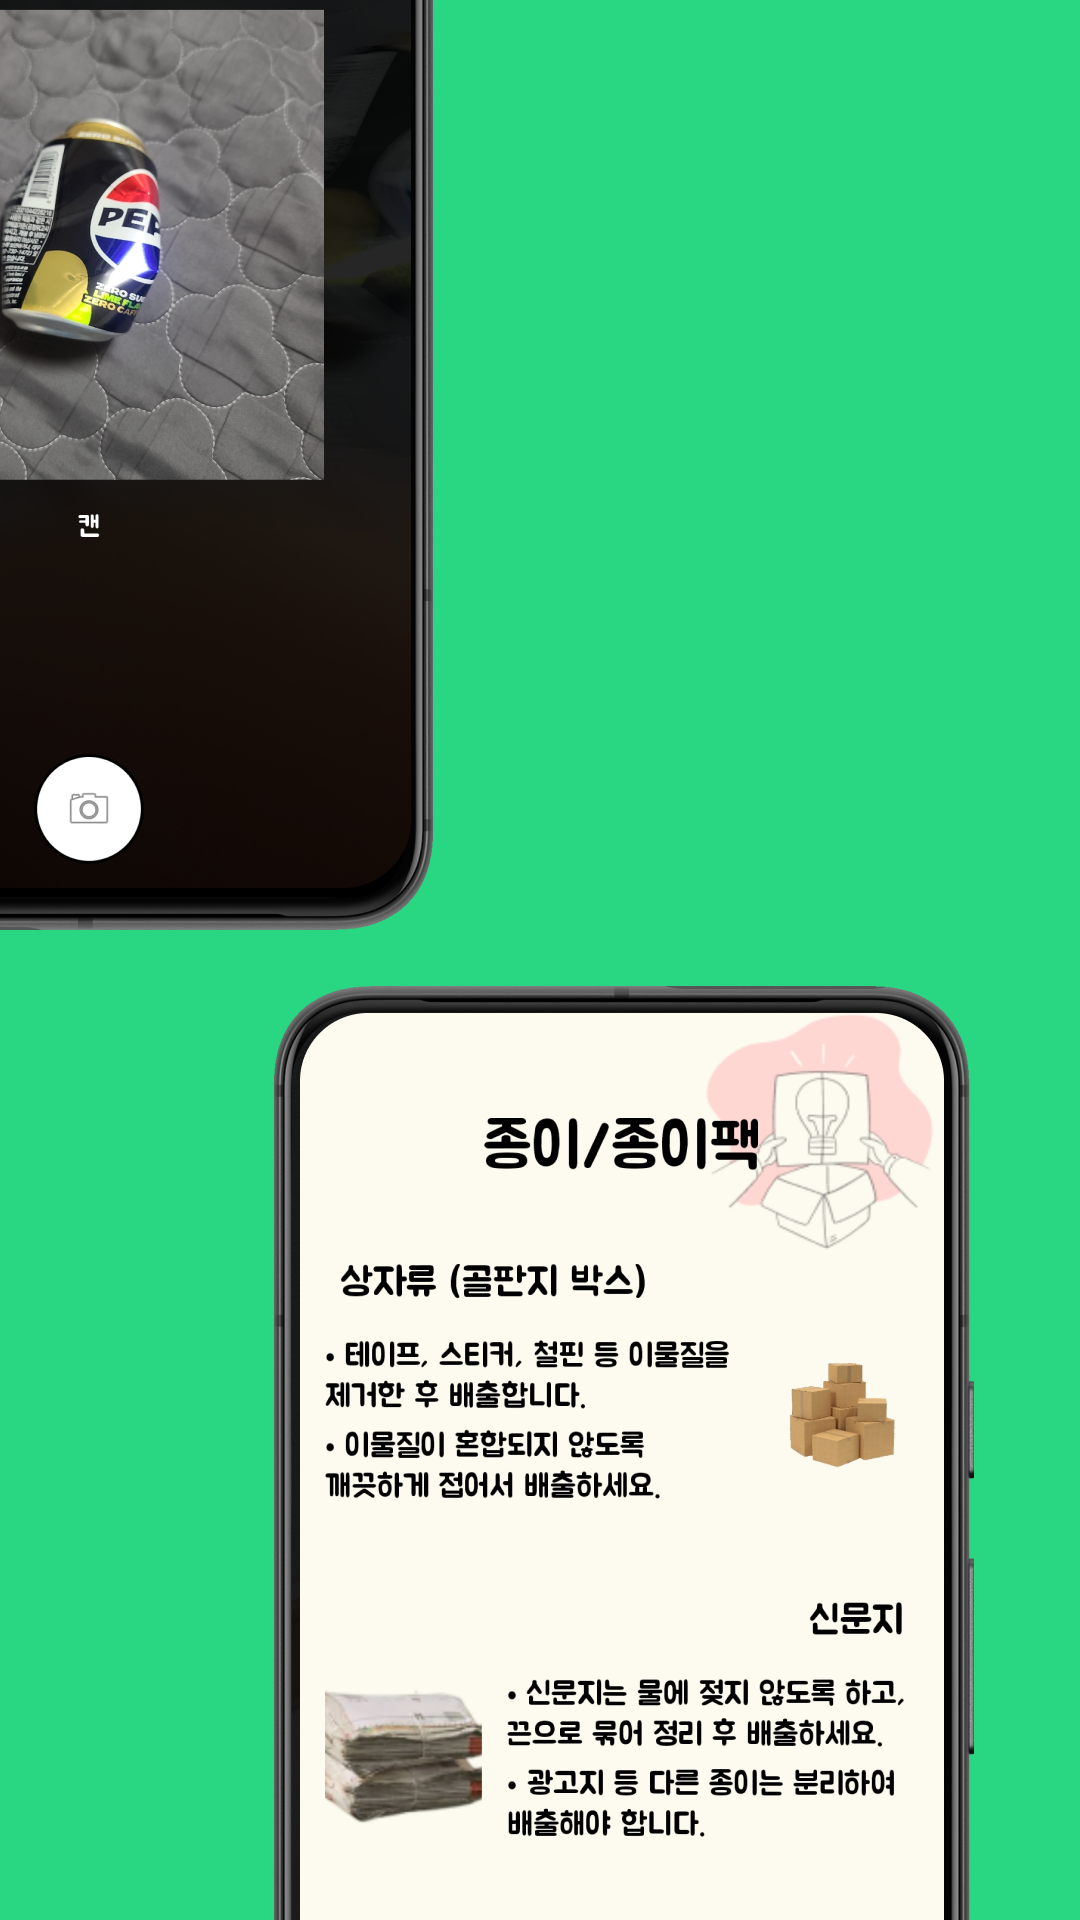 ZERO SU
PEP
ZERO SU
LIME FL
ZERO CAF
캔
종이/종이팩
상자류 (골판지 박스)
• 테이프, 스티커, 철핀 등 이물질을
제거한 후 배출합니다.
• 이물질이 혼합되지 않도록
깨끗하게 접어서 배출하세요.
신문지
• 신문지는 물에 젖지 않도록 하고,
끈으로 묶어 정리 후 배출하세요.
• 광고지 등 다른 종이는 분리하여
배출해야 합니다.